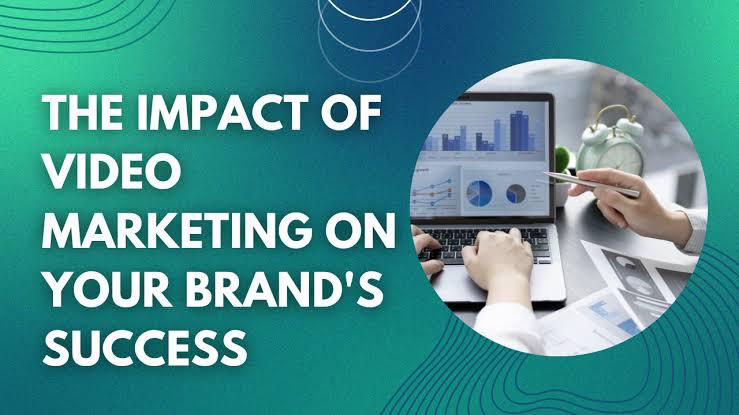 THE IMPACT OF
VIDEO
MARKETING ON
YOUR BRAND'S
SUCCESS